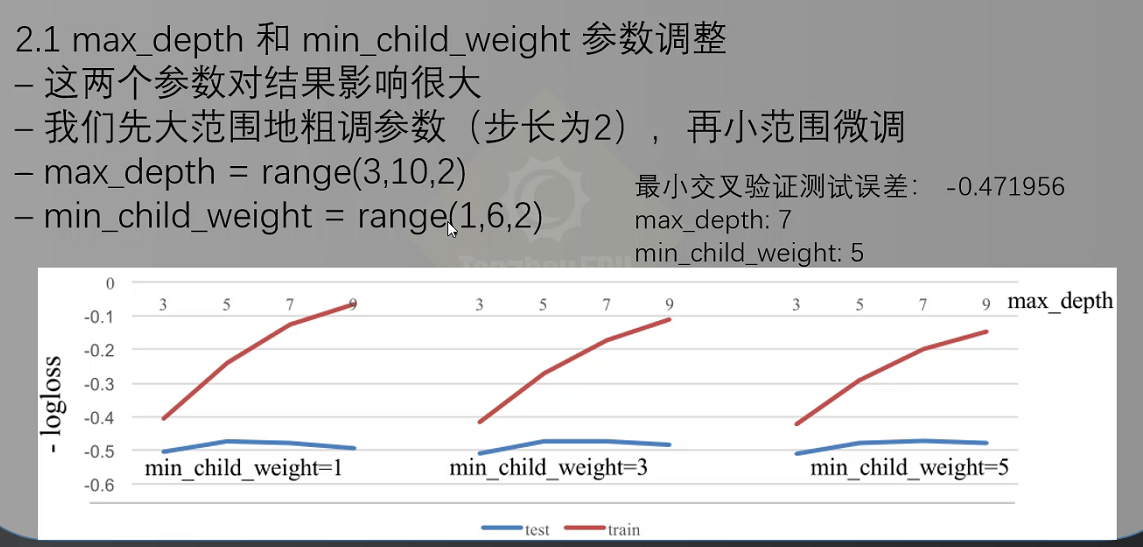 2.1 max_depth 和 min_child_weight 参数调整
– 这两个参数对结果影响很大
– 我们先大范围地粗调参数（步长为2），再小范围微调
– max_depth = range(3,10,2)
– min_child_weight = range(1,6,2)
最小交叉验证测试误差： -0.471956
max_depth: 7
min_child_weight: 5
0
3 5 7 9 3 5 7 9 3 5 7 9 max_depth
-0.1
-0.2
-0.3
-0.4
-0.5
-0.6
- logloss
min_child_weight=1 min_child_weight=3 min_child_weight=5
test train